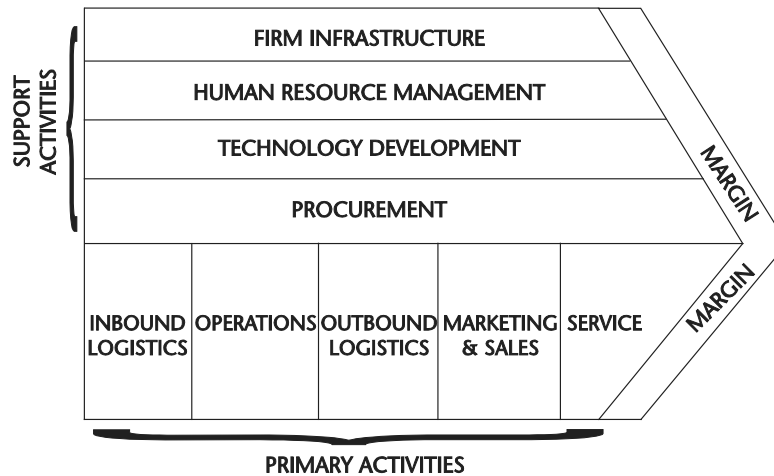 SUPPORT
ACTIVITIES
FIRM INFRASTRUCTURE
HUMAN RESOURCE MANAGEMENT
TECHNOLOGY DEVELOPMENT
PROCUREMENT
MARGIN
MARGIN
INBOUND
LOGISTICS
OPERATIONS
OUTBOUND
LOGISTICS
MARKETING
& SALES
SERVICE
PRIMARY ACTIVITIES